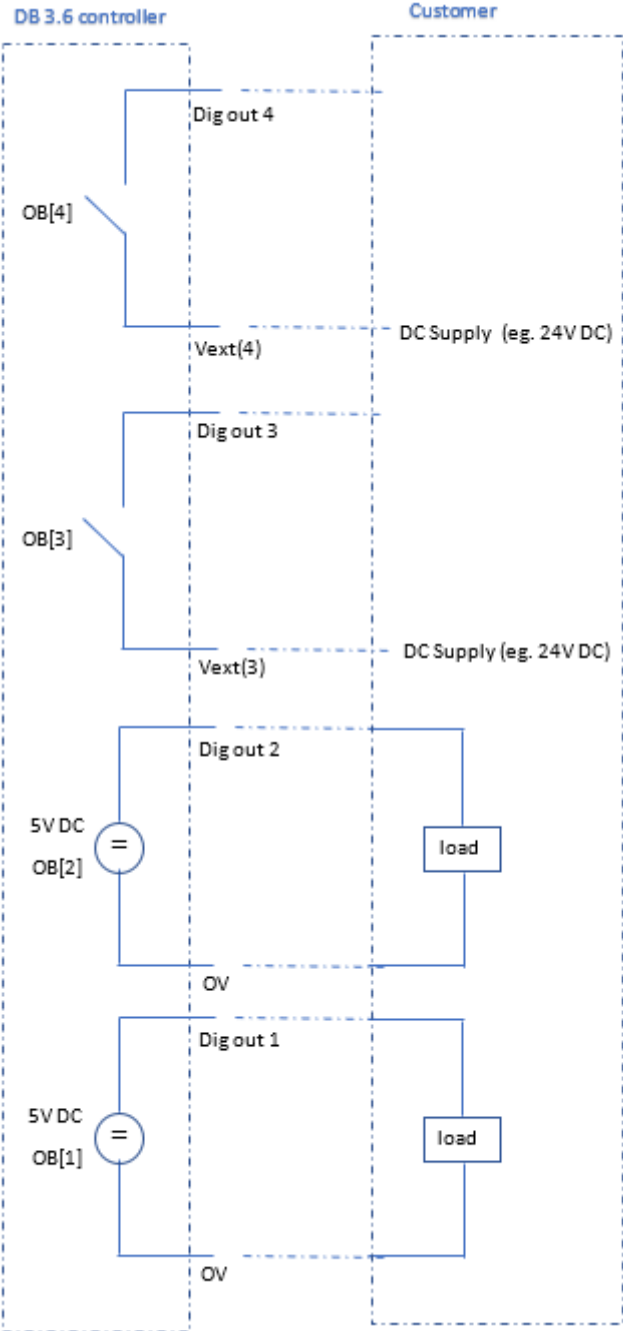 DB 3.6 controller
Customer
Dig out 4
OB[4]
Vext(4)
DC Supply (eg. 24V DC)
Dig out 3
OB[3]
Vext(3)
DC Supply (eg. 24V DC)
Dig out 2
5V DC
=
OB[2]
load
OV
Dig out 1
5V DC
=
OB[1]
load
OV